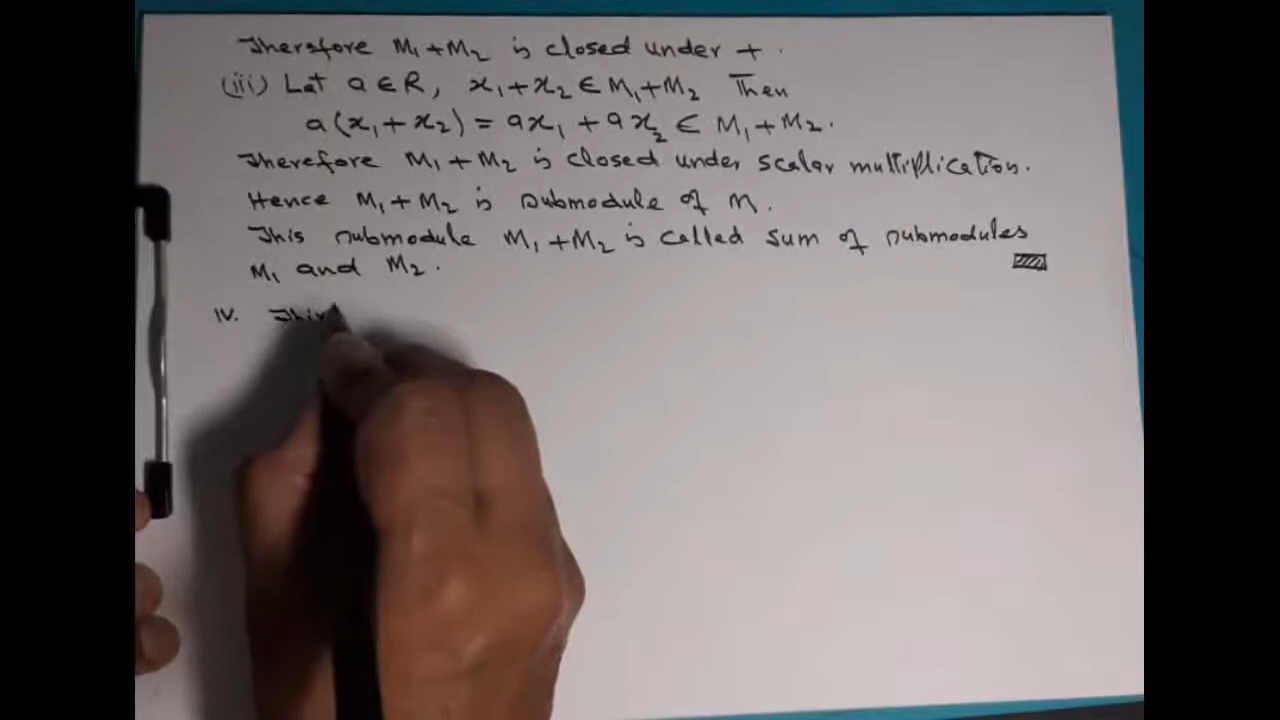 Therefore M₁+M₂ is closed under +.
(iii) Let a∈R, x₁+x₂ ∈ M₁+M₂ Then
a(x₁+x₂) = ax₁ + ax₂ ∈ M₁+M₂.
Therefore M₁+M₂ is closed under scalar multiplication.
Hence M₁+M₂ is submodule of M.
This submodule M₁+M₂ is called sum of submodules
M₁ and M₂.
IV.